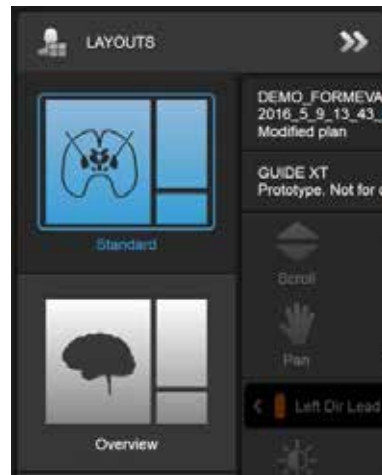 LAYOUTS
DEMO_FORMEVA
2016_5_9_13_43_
Modified plan
GUIDE XT
Prototype. Not for
Standard
Scroll
Pan
Left Dir Lead
Overview